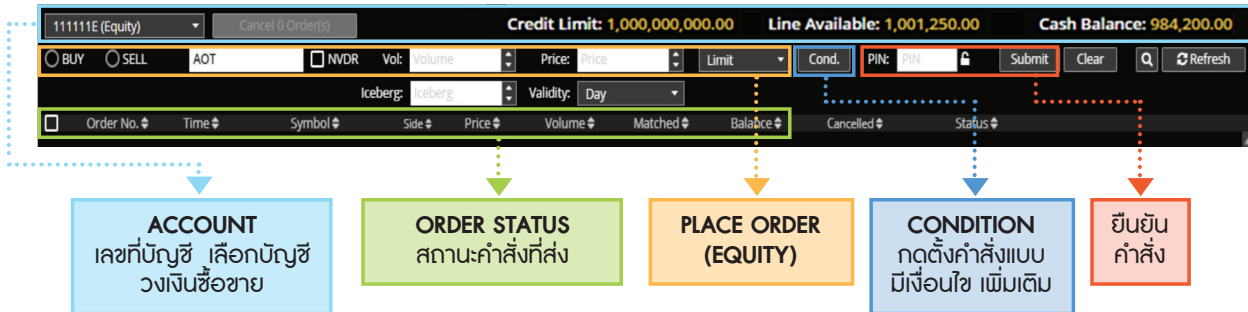 111111E (Equity) Cancel 0 Order(s) Credit Limit: 1,000,000,000.00 Line Available: 1,001,250.00 Cash Balance: 984,200.00
BUY SELL AOT NVDR Vol: Volume Price: Price Limit Cond. PIN: PIN Submit Clear Refresh
Iceberg: Iceberg Validity: Day
Order No. Time Symbol Side Price Volume Matched Balance Cancelled Status
ACCOUNT
เลขที่บัญชี เลือกบัญชี
วงเงินซื้อขาย
ORDER STATUS
สถานะคำสั่งที่ส่ง
PLACE ORDER
(EQUITY)
CONDITION
กดตั้งคำสั่งแบบ
มีเงื่อนไข เพิ่มเติม
ยืนยัน
คำสั่ง